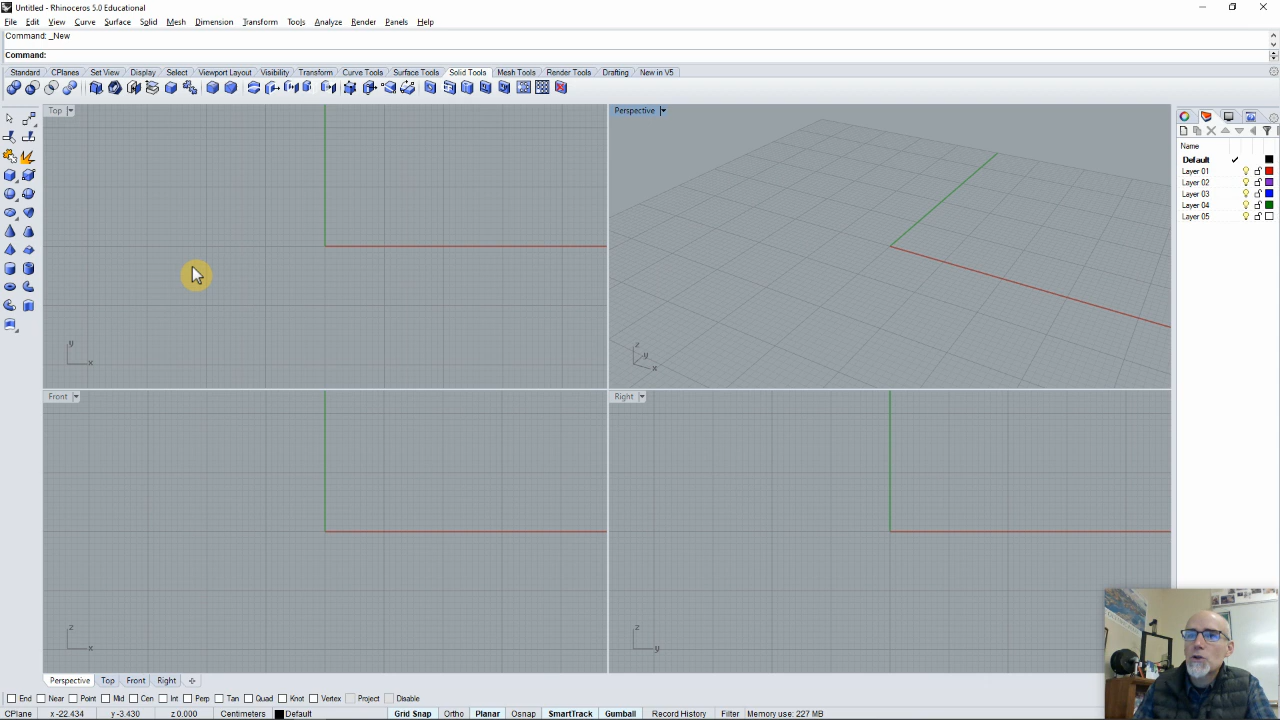 Untitled - Rhinoceros 5.0 Educational
File Edit View Curve Surface Solid Mesh Dimension Transform Tools Analyze Render Panels Help
Command: _New
Command:
Standard CPlanes Set View Display Select Viewport Layout Visibility Transform Curve Tools Surface Tools Solid Tools Mesh Tools Render Tools Drafting New in V5
Top
Perspective
Name
Default
Layer 01
Layer 02
Layer 03
Layer 04
Layer 05
y
x
z
y
x
Front
Right
z
x
z
y
Perspective Top Front Right
End Near Point Mid Cen Int Perp Tan Quad Knot Vertex Project Disable
CPlane x -22.434 y -3.430 z 0.000 Centimeters Default Grid Snap Ortho Planar Osnap SmartTrack Gumball Record History Filter Memory use: 227 MB